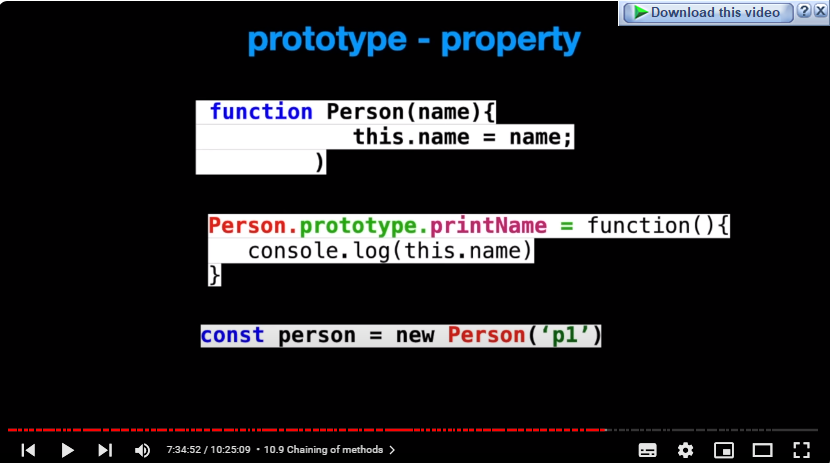 Download this video
prototype - property
function Person(name){
this.name = name;
)
Person.prototype.printName = function(){
console.log(this.name)
}
const person = new Person(‘p1’)
7:34:52 / 10:25:09 • 10.9 Chaining of methods